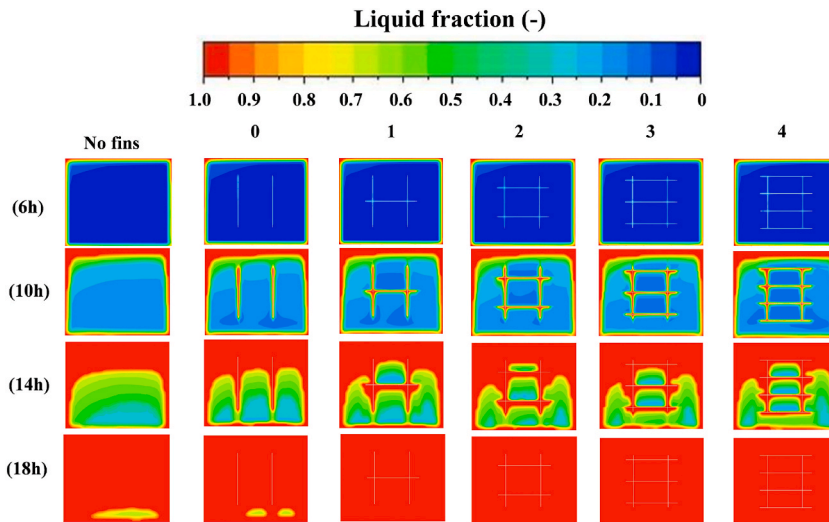 Liquid fraction (-)
1.0 0.9 0.8 0.7 0.6 0.5 0.4 0.3 0.2 0.1 0
No fins 0 1 2 3 4
(6h)
(10h)
(14h)
(18h)